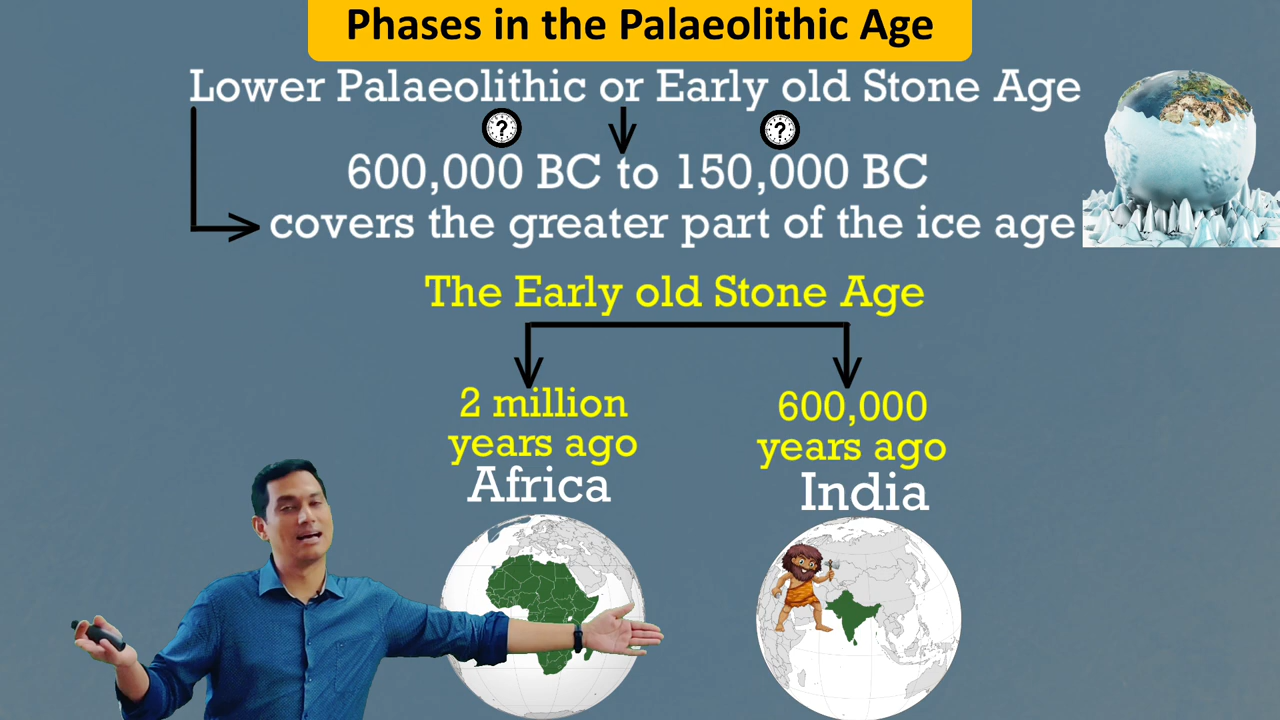 Phases in the Palaeolithic Age
Lower Palaeolithic or Early old Stone Age
?
?
600,000 BC to 150,000 BC
covers the greater part of the ice age
The Early old Stone Age
2 million
years ago
Africa
600,000
years ago
India